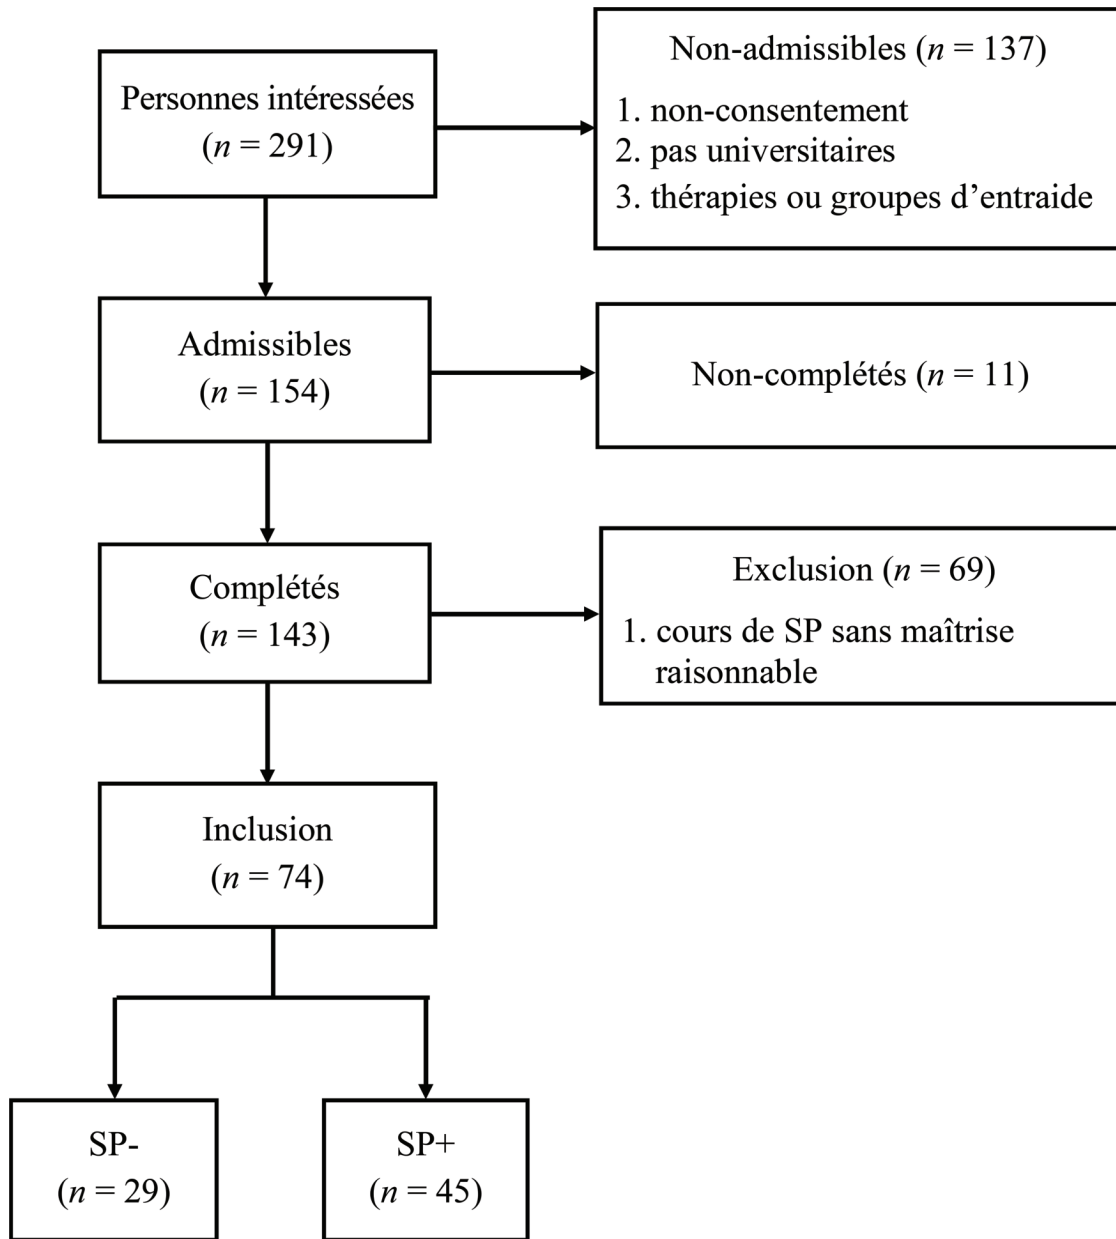 Personnes intéressées
(n = 291)
Non-admissibles (n = 137)
1. non-consentement
2. pas universitaires
3. thérapies ou groupes d’entraide
Admissibles
(n = 154)
Non-complétés (n = 11)
Complétés
(n = 143)
Exclusion (n = 69)
1. cours de SP sans maîtrise
raisonnable
Inclusion
(n = 74)
SP-
(n = 29)
SP+
(n = 45)